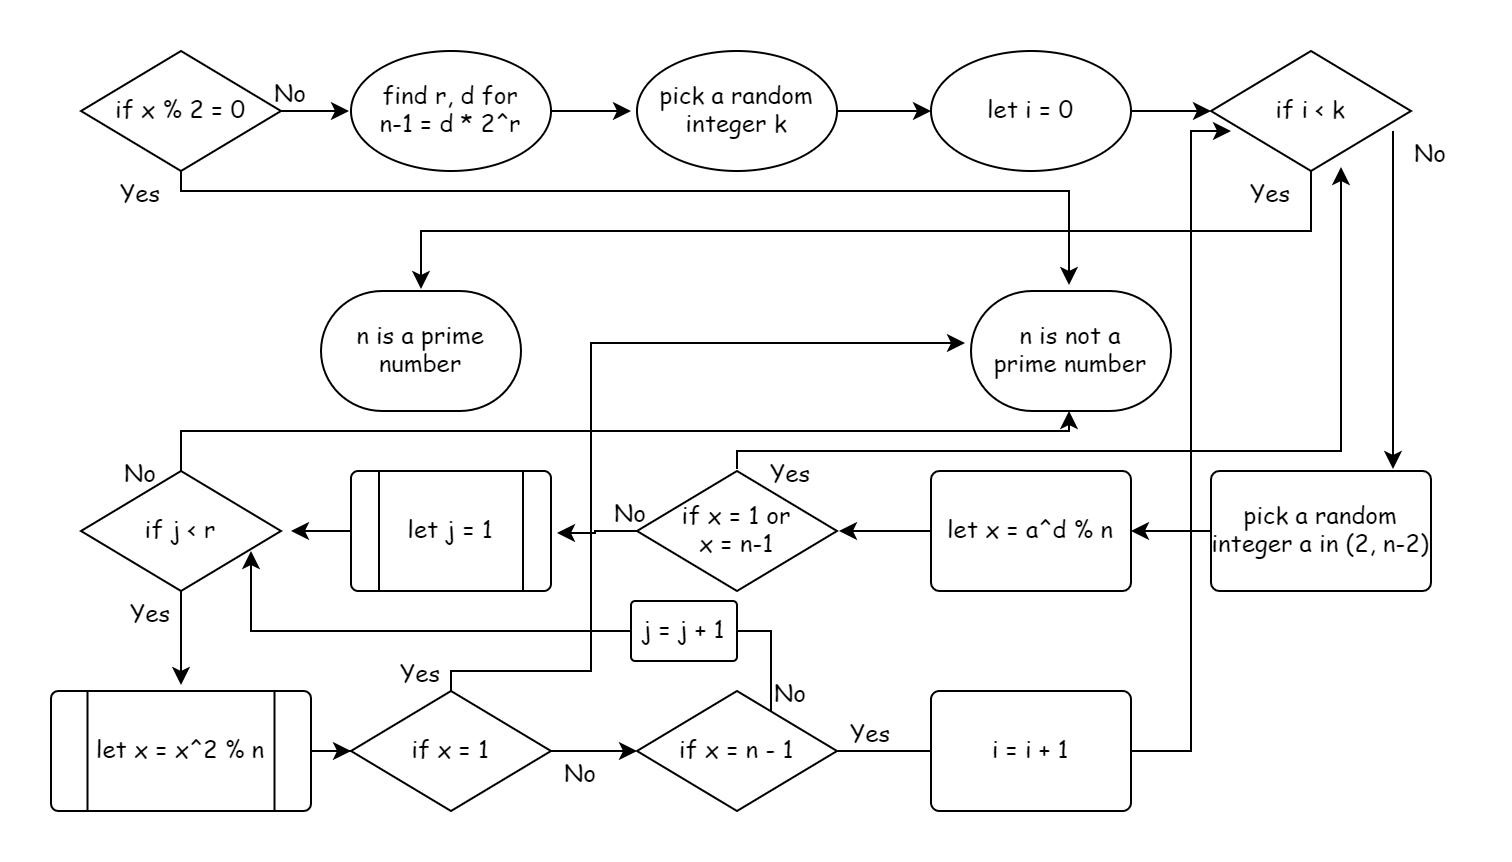 if x % 2 = 0
No
find r, d for
n-1 = d * 2^r
pick a random
integer k
let i = 0
if i < k
No
Yes
Yes
n is a prime
number
n is not a
prime number
No
if j < r
let j = 1
No
if x = 1 or
x = n-1
Yes
let x = a^d % n
pick a random
integer a in (2, n-2)
Yes
j = j + 1
Yes
No
let x = x^2 % n
if x = 1
No
if x = n - 1
Yes
i = i + 1